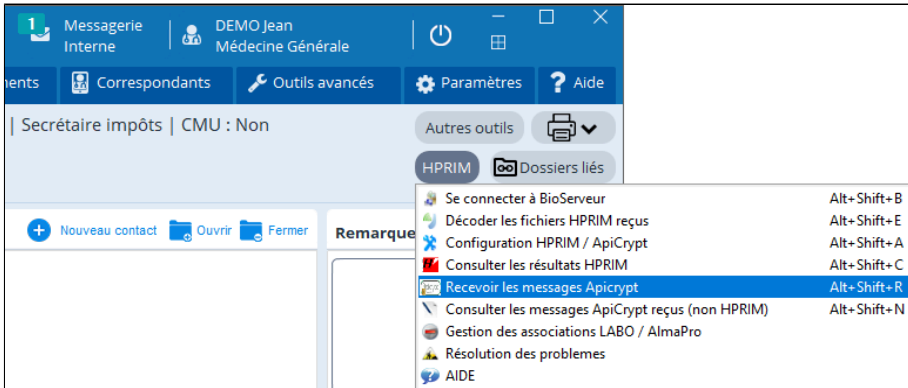 1 Messagerie Interne
DEMO Jean
Médecine Générale
ients Correspondants Outils avancés Paramètres ? Aide
| Secrétaire impôts | CMU : Non
Autres outils
HPRIM Dossiers liés
Nouveau contact Ouvrir Fermer Remarque
Se connecter à BioServeur Alt+Shift+B
Décoder les fichiers HPRIM reçus Alt+Shift+E
Configuration HPRIM / ApiCrypt Alt+Shift+A
Consulter les résultats HPRIM Alt+Shift+C
Recevoir les messages Apicrypt Alt+Shift+R
Consulter les messages ApiCrypt reçus (non HPRIM) Alt+Shift+N
Gestion des associations LABO / AlmaPro
Résolution des problemes
AIDE